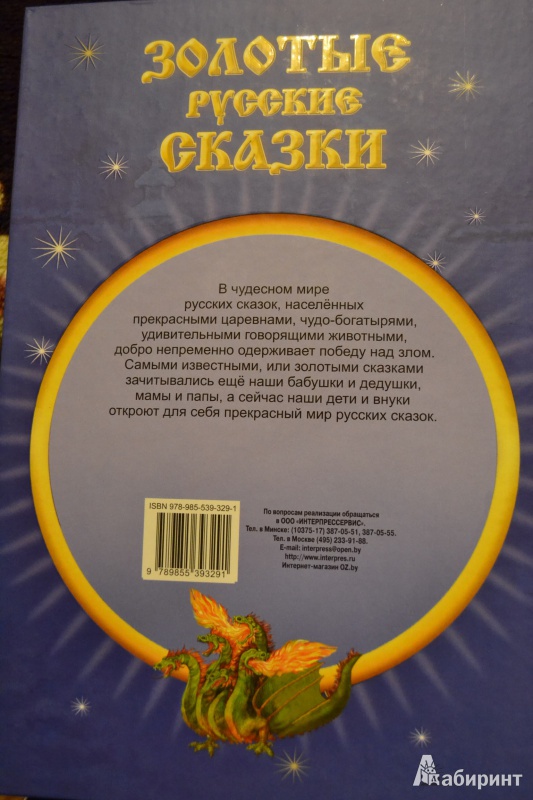 ЗОЛОТЫЕ
РУССКИЕ
СКАЗКИ
В чудесном мире
русских сказок, населённых
прекрасными царевнами, чудо-богатырями,
удивительными говорящими животными,
добро непременно одерживает победу над злом.
Самыми известными, или золотыми сказками
зачитывались ещё наши бабушки и дедушки,
мамы и папы, а сейчас наши дети и внуки
откроют для себя прекрасный мир русских сказок.
ISBN 978-985-539-329-1
9 789855 393291
По вопросам реализации обращаться
в ООО «ИНТЕРПРЕССЕРВИС».
Тел. в Минске: (10375-17) 387-05-51, 387-05-55.
Тел. в Москве (495) 233-91-88.
E-mail: interpress@open.by
http://www.interpres.ru
Интернет-магазин OZ.by
Лабиринт